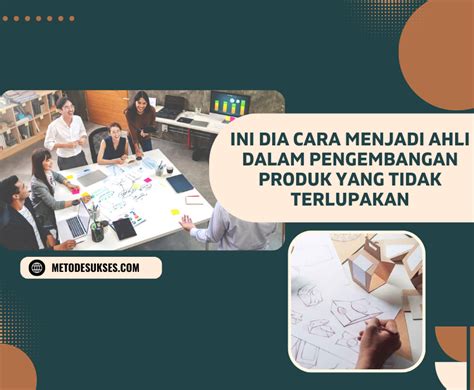 INI DIA CARA MENJADI AHLI
DALAM PENGEMBANGAN
PRODUK YANG TIDAK
TERLUPAKAN
METODESUKSES.COM